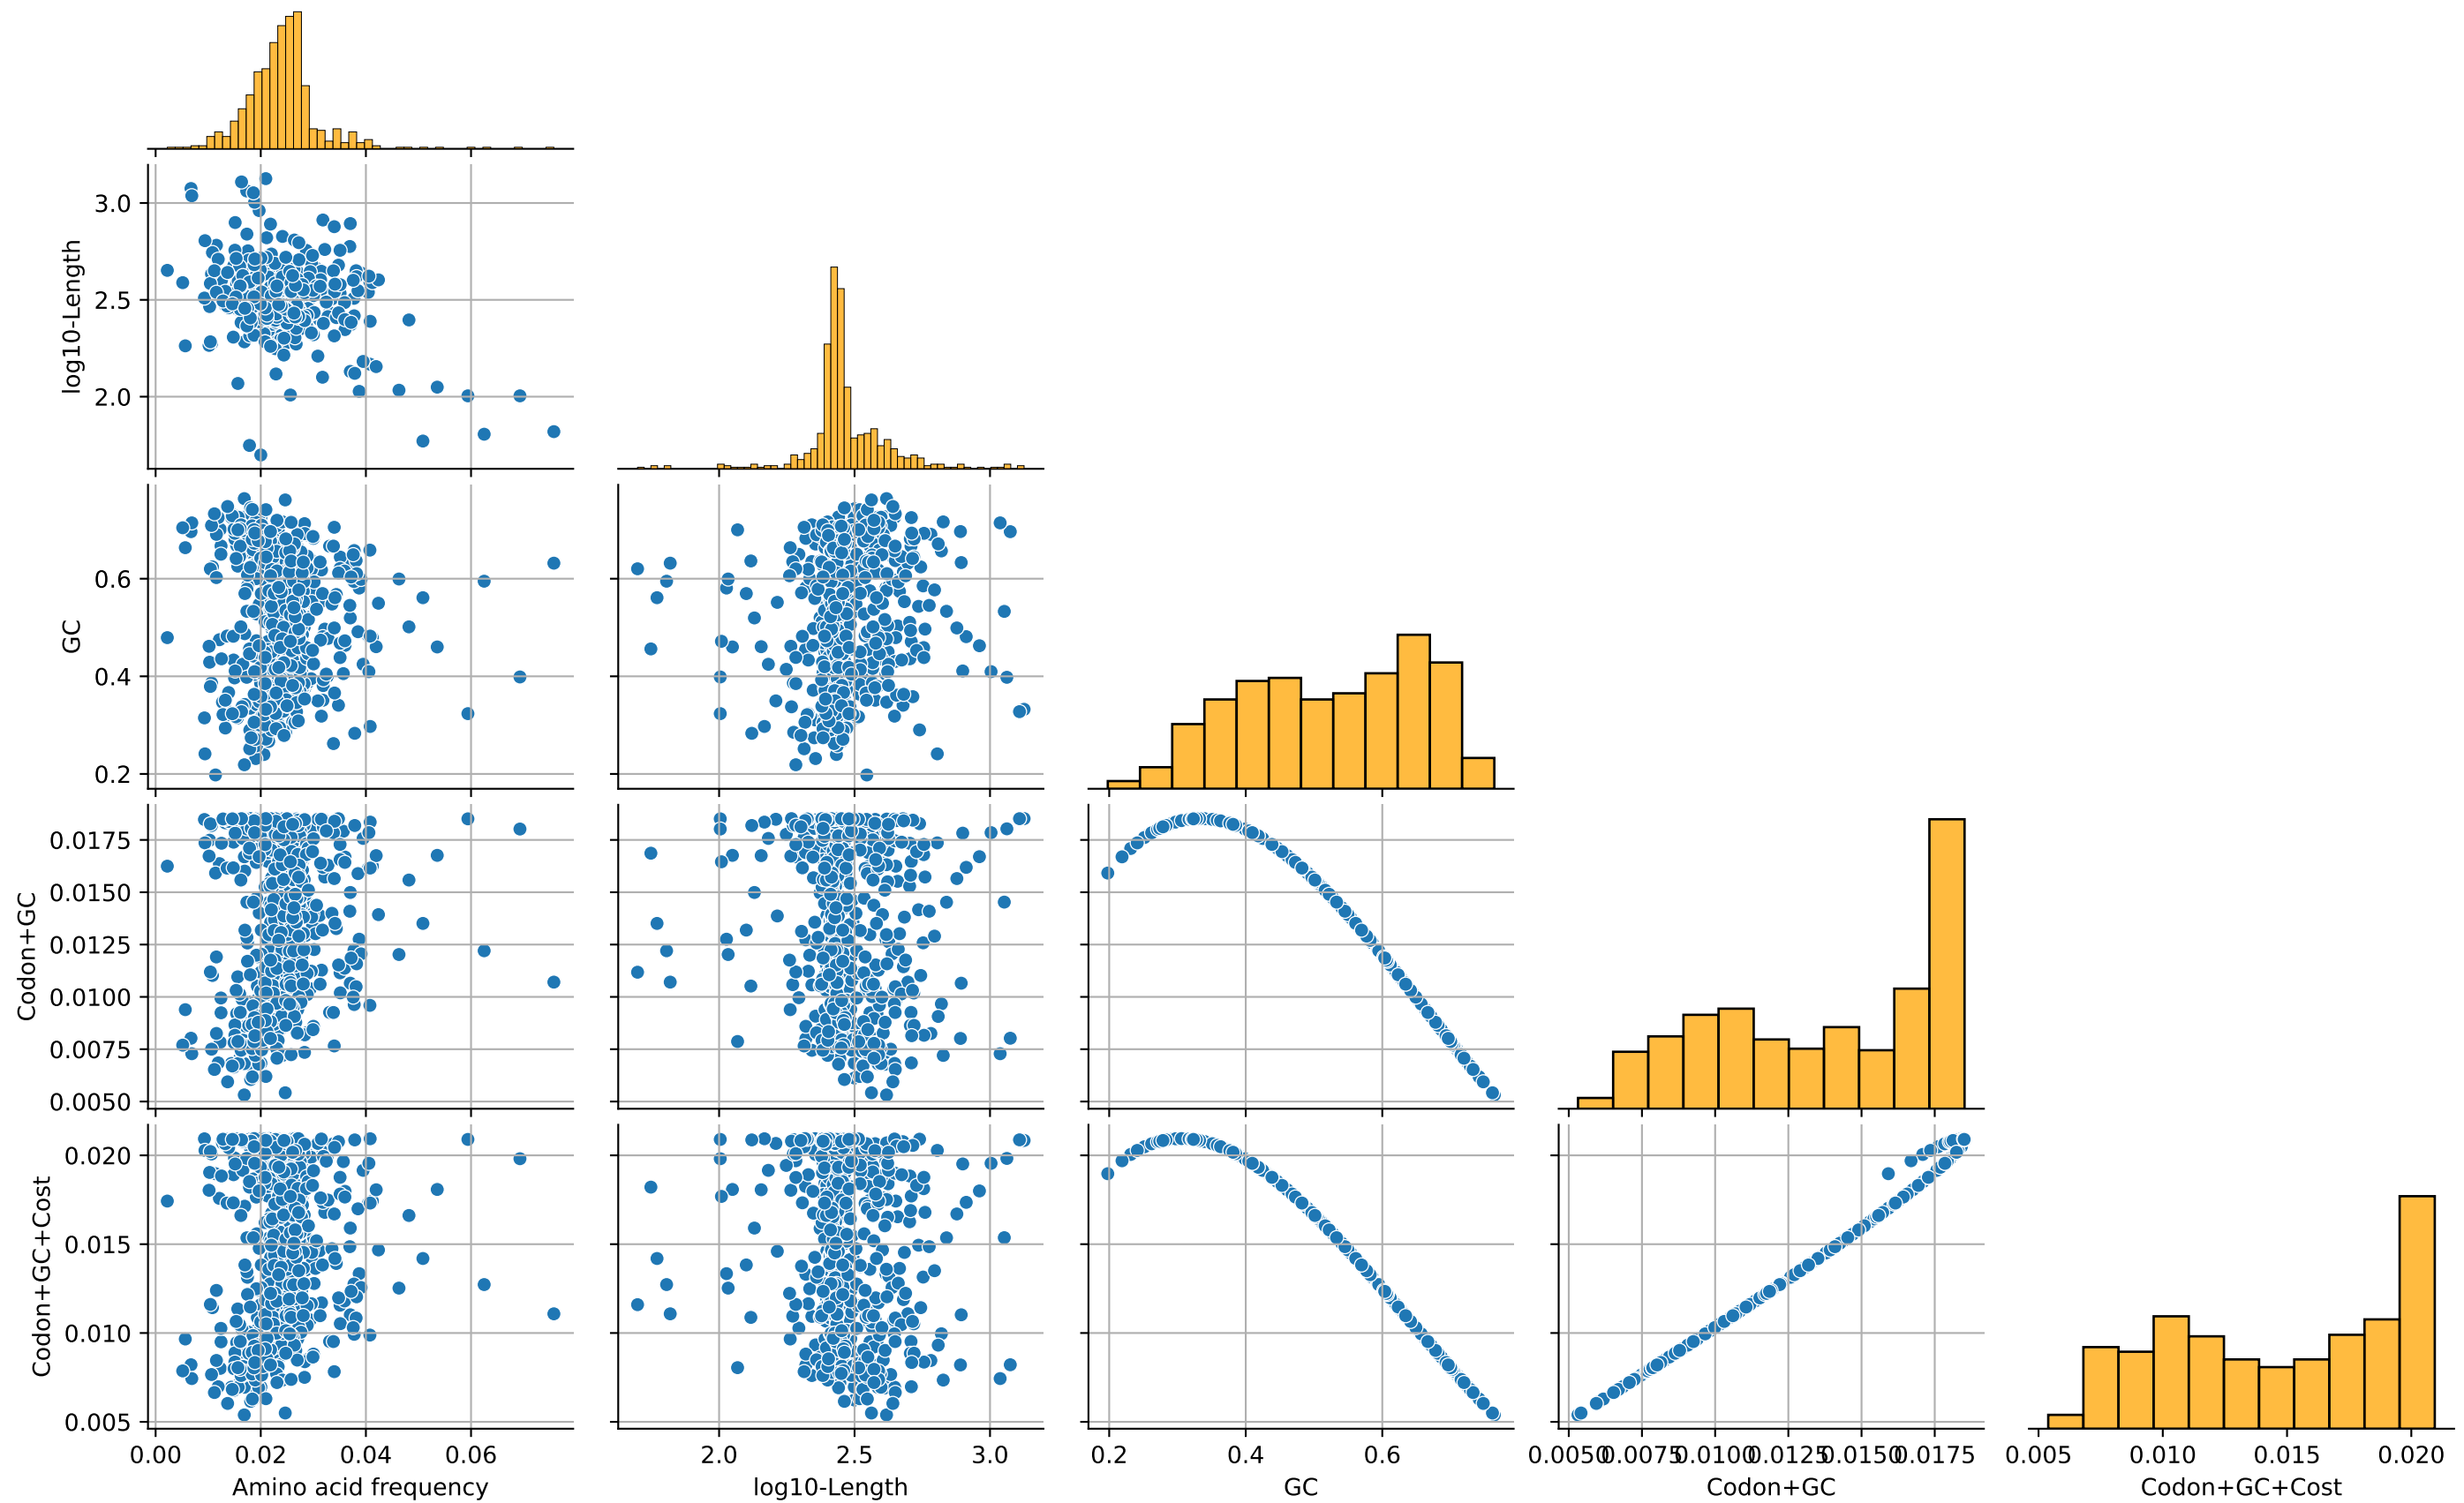 3.0
2.5
2.0
log10-Length
0.6
0.4
0.2
GC
0.0175
0.0150
0.0125
0.0100
0.0075
0.0050
Codon+GC
0.020
0.015
0.010
0.005
Codon+GC+Cost
0.00 0.02 0.04 0.06
Amino acid frequency
2.0 2.5 3.0
log10-Length
0.2 0.4 0.6
GC
0.0050 0.0075 0.0100 0.0125 0.0150 0.0175
Codon+GC
0.005 0.010 0.015 0.020
Codon+GC+Cost